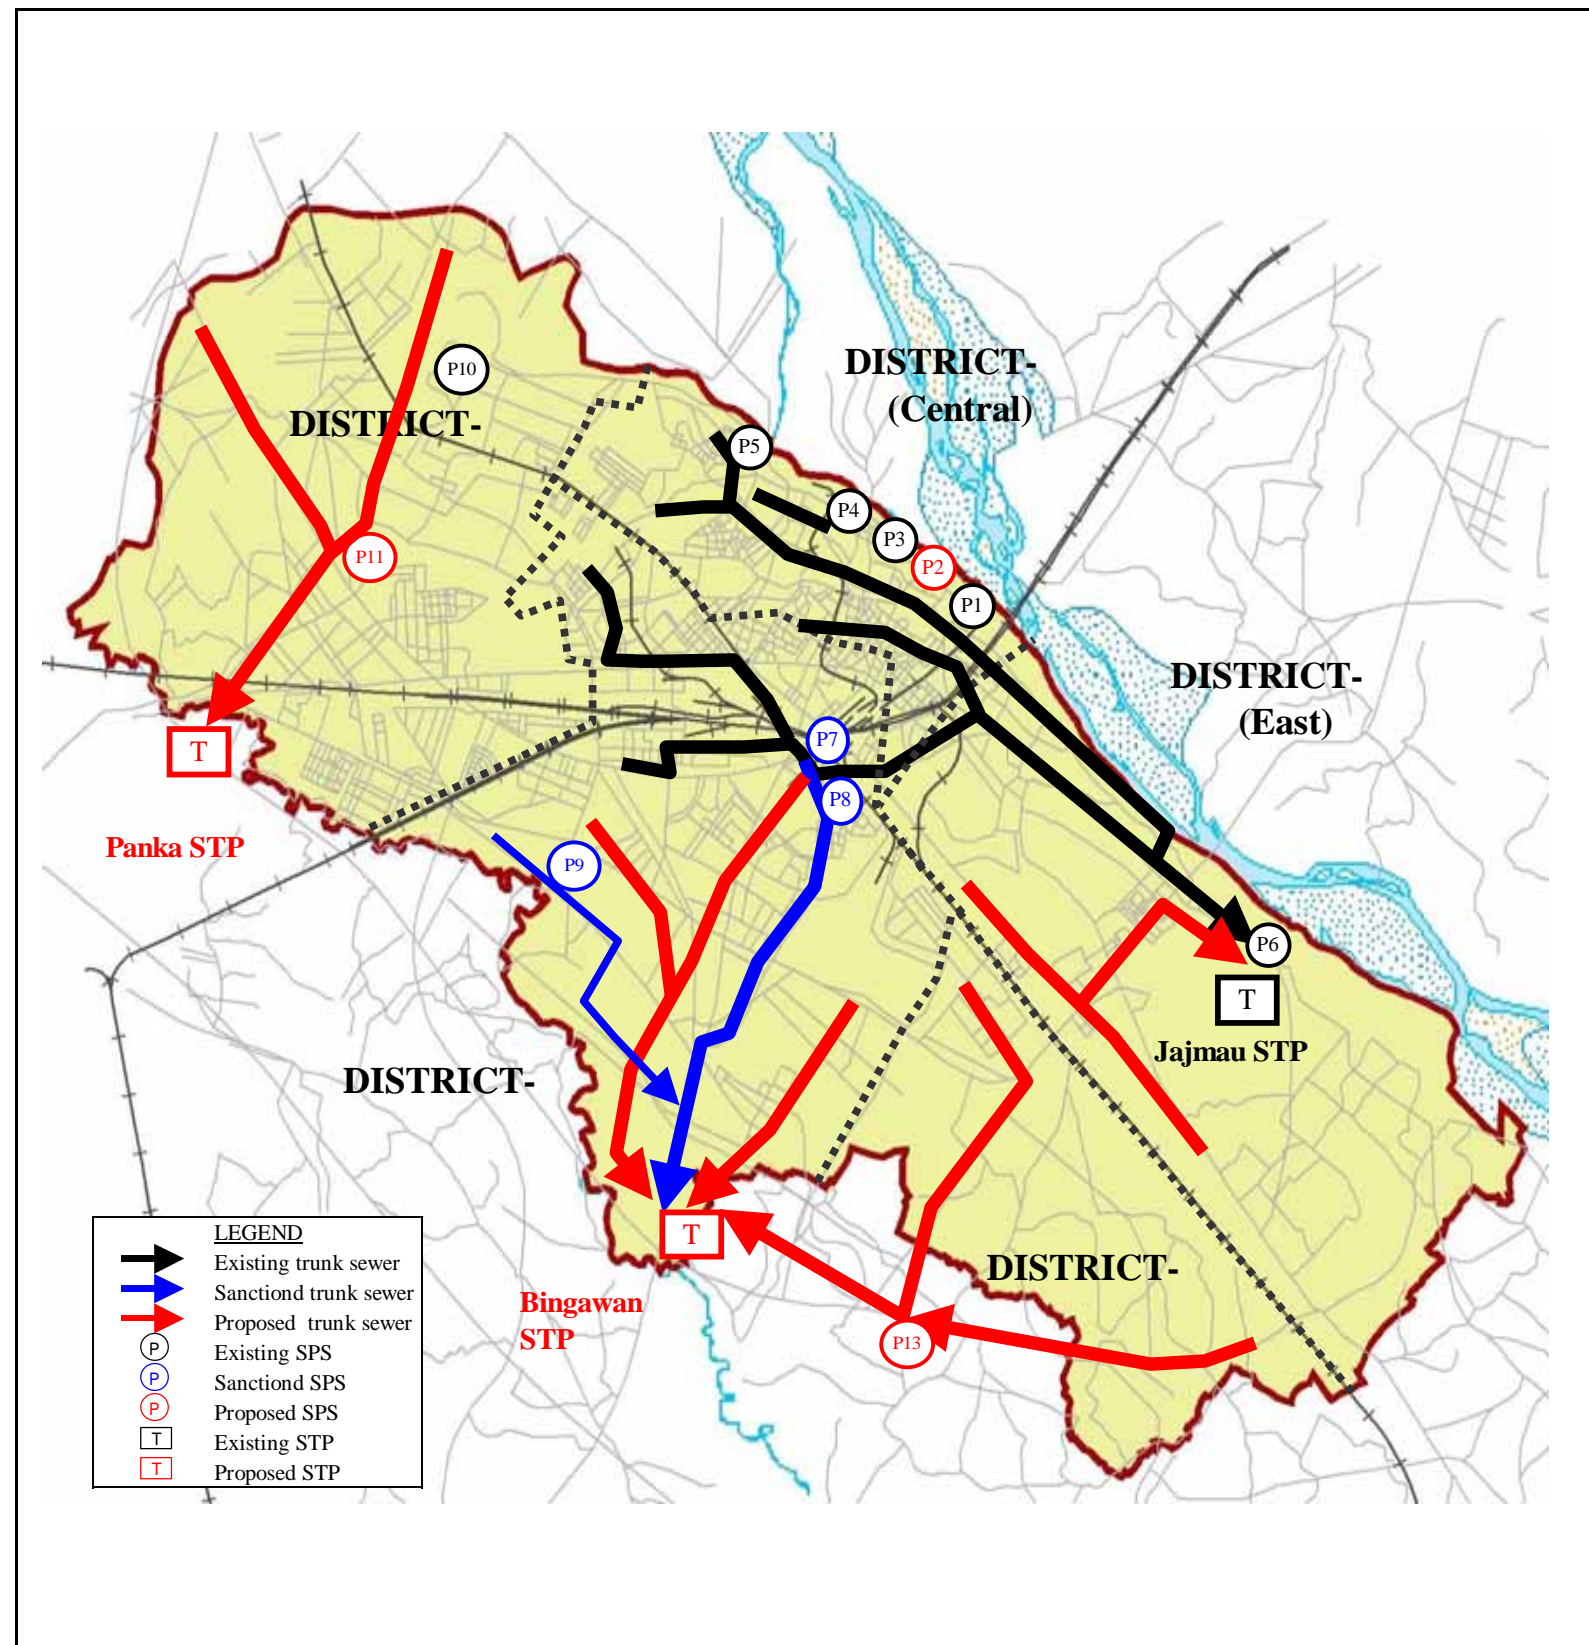 DISTRICT-
(Central)
P10
DISTRICT-
P5
P4
P3
P2
P11
P1
DISTRICT-
(East)
P7
T
P8
Panka STP
P9
P6
T
Jajmau STP
DISTRICT-
T
DISTRICT-
Bingawan
STP
P13
LEGEND
Existing trunk sewer
Sanctiond trunk sewer
Proposed trunk sewer
P Existing SPS
P Sanctiond SPS
P Proposed SPS
T Existing STP
T Proposed STP